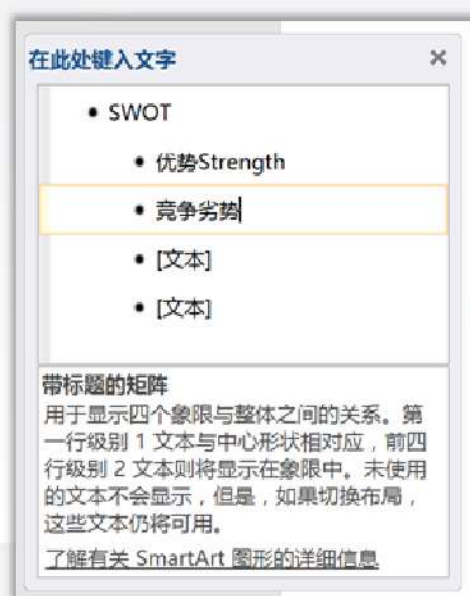 在此处键入文字
SWOT
优势Strength
竞争劣势
[文本]
[文本]
带标题的矩阵
用于显示四个象限与整体之间的关系。第
一行级别 1 文本与中心形状相对应，前四
行级别 2 文本则将显示在象限中。未使用
的文本不会显示，但是，如果切换布局，
这些文本仍将可用。
了解有关 SmartArt 图形的详细信息